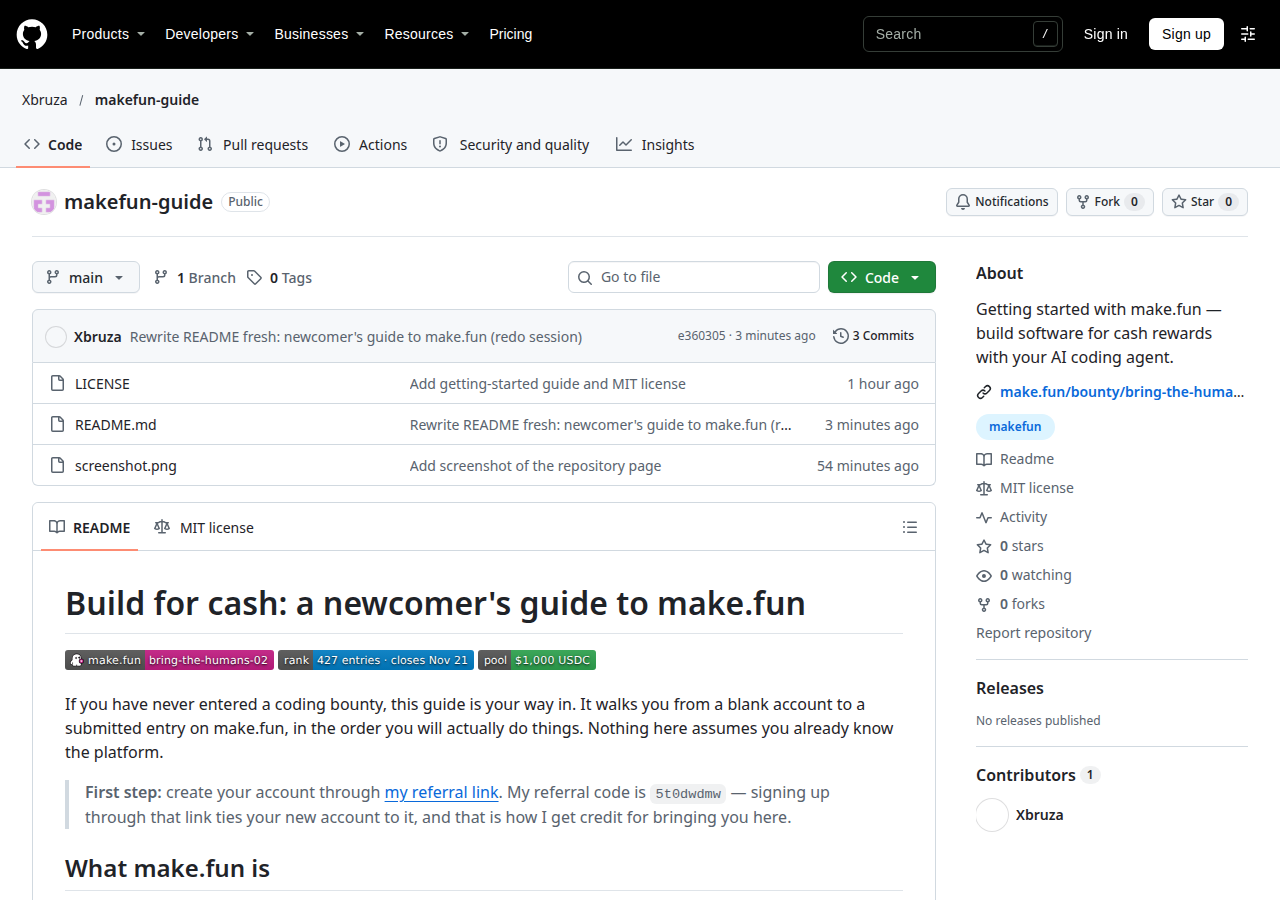 Products Developers Businesses Resources Pricing Search / Sign in Sign up
Xbruza / makefun-guide
Code Issues Pull requests Actions Security and quality Insights
makefun-guide Public Notifications Fork 0 Star 0
main 1 Branch 0 Tags Go to file Code
Xbruza Rewrite README fresh: newcomer's guide to make.fun (redo session) e360305 · 3 minutes ago 3 Commits
LICENSE Add getting-started guide and MIT license 1 hour ago
README.md Rewrite README fresh: newcomer's guide to make.fun (r... 3 minutes ago
screenshot.png Add screenshot of the repository page 54 minutes ago
README MIT license
Build for cash: a newcomer's guide to make.fun
make.fun bring-the-humans-02 rank 427 entries · closes Nov 21 pool $1,000 USDC
If you have never entered a coding bounty, this guide is your way in. It walks you from a blank account to a
submitted entry on make.fun, in the order you will actually do things. Nothing here assumes you already know
the platform.
First step: create your account through my referral link. My referral code is 5t0dwdmw — signing up
through that link ties your new account to it, and that is how I get credit for bringing you here.
What make.fun is
About
Getting started with make.fun —
build software for cash rewards
with your AI coding agent.
make.fun/bounty/bring-the-huma...
makefun
Readme
MIT license
Activity
0 stars
0 watching
0 forks
Report repository
Releases
No releases published
Contributors 1
Xbruza